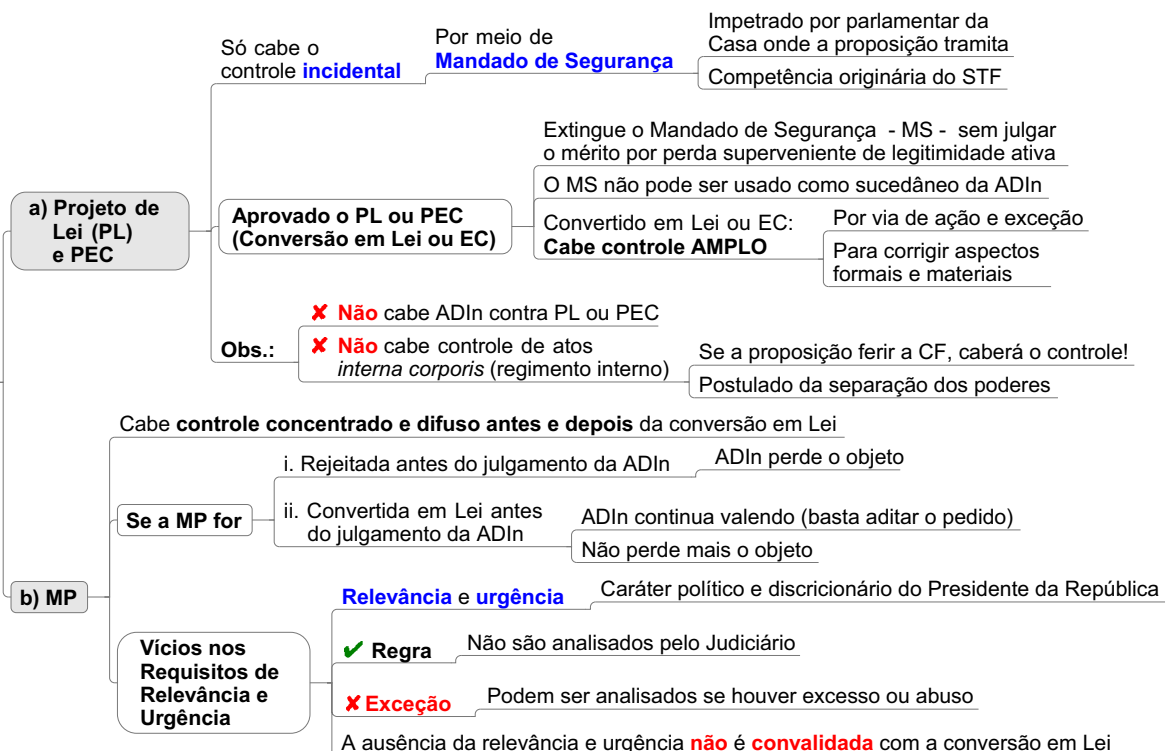 Só cabe o
controle incidental
Por meio de
Mandado de Segurança
Impetrado por parlamentar da
Casa onde a proposição tramita
Competência originária do STF
a) Projeto de
Lei (PL)
e PEC
Aprovado o PL ou PEC
(Conversão em Lei ou EC)
Extingue o Mandado de Segurança - MS - sem julgar
o mérito por perda superveniente de legitimidade ativa
O MS não pode ser usado como sucedâneo da ADIn
Convertido em Lei ou EC:
Cabe controle AMPLO
Por via de ação e exceção
Para corrigir aspectos
formais e materiais
Obs.:
✘ Não cabe ADIn contra PL ou PEC
✘ Não cabe controle de atos
interna corporis (regimento interno)
Se a proposição ferir a CF, caberá o controle!
Postulado da separação dos poderes
b) MP
Cabe controle concentrado e difuso antes e depois da conversão em Lei
Se a MP for
i. Rejeitada antes do julgamento da ADIn
ADIn perde o objeto
ii. Convertida em Lei antes
do julgamento da ADIn
ADIn continua valendo (basta aditar o pedido)
Não perde mais o objeto
Vícios nos
Requisitos de
Relevância e
Urgência
Relevância e urgência
Caráter político e discricionário do Presidente da República
✔ Regra
Não são analisados pelo Judiciário
✘ Exceção
Podem ser analisados se houver excesso ou abuso
A ausência da relevância e urgência não é convalidada com a conversão em Lei